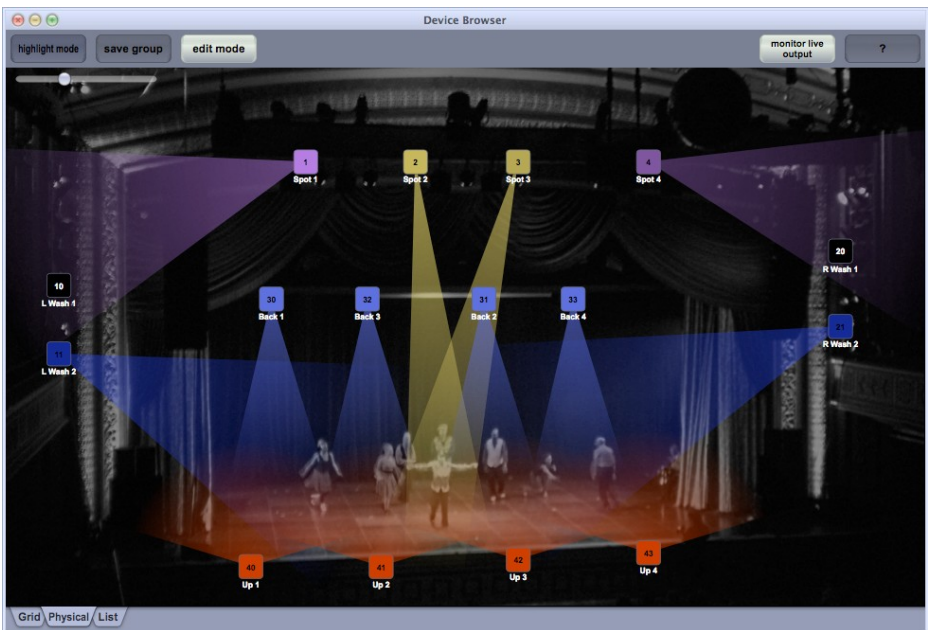 Device Browser
highlight mode
save group
edit mode
monitor live
output
?
1
Spot 1
2
Spot 2
3
Spot 3
4
Spot 4
10
L Wash 1
20
R Wash 1
30
Back 1
32
Back 3
31
Back 2
33
Back 4
11
L Wash 2
21
R Wash 2
40
Up 1
41
Up 2
42
Up 3
43
Up 4
Grid
Physical
List